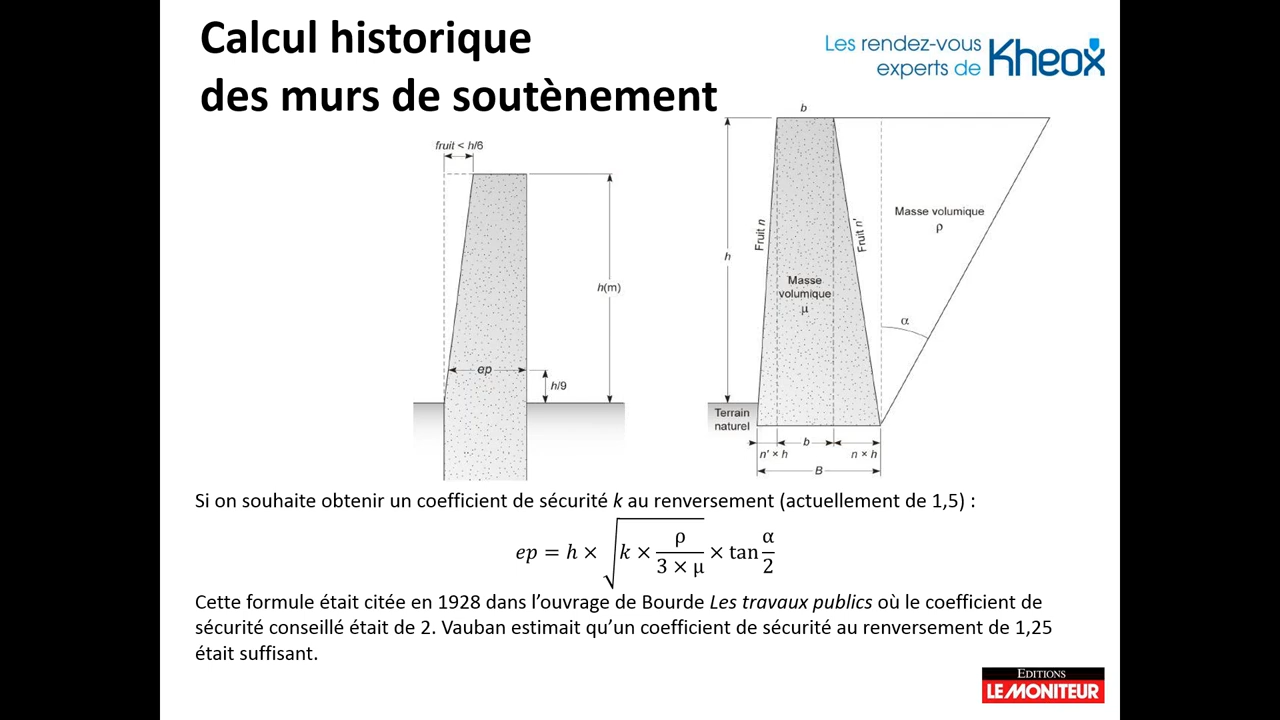 Calcul historique
des murs de soutènement
Les rendez-vous
experts de Kheox
fruit < h/6
ep
h/9
h(m)
b
h
Fruit n
Fruit n'
Masse volumique
ρ
Masse
volumique
μ
α
Terrain
naturel
n' × h
b
n × h
B
Si on souhaite obtenir un coefficient de sécurité k au renversement (actuellement de 1,5) :
ep = h × √(k × ρ / (3 × μ)) × tan α/2
Cette formule était citée en 1928 dans l'ouvrage de Bourde Les travaux publics où le coefficient de
sécurité conseillé était de 2. Vauban estimait qu'un coefficient de sécurité au renversement de 1,25
était suffisant.
EDITIONS
LE MONITEUR